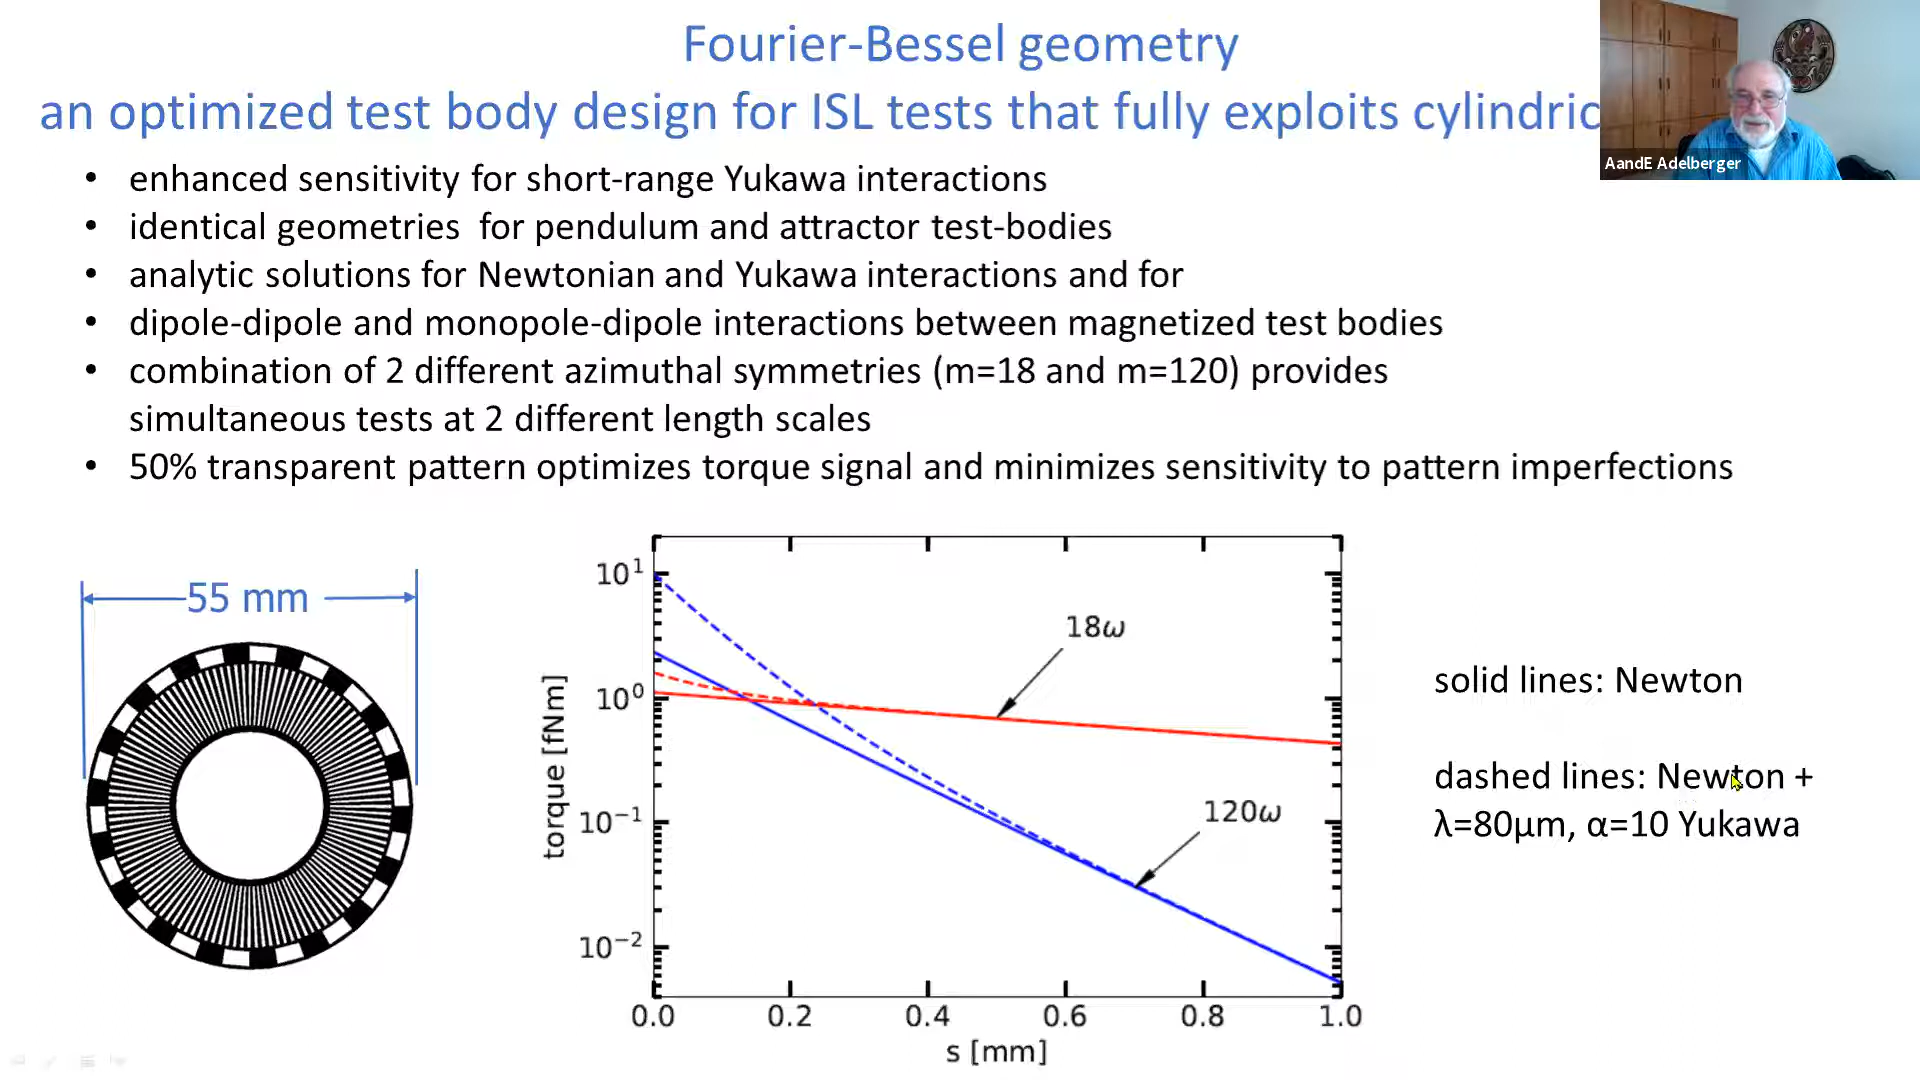 Fourier-Bessel geometry
an optimized test body design for ISL tests that fully exploits cylindric
AandE Adelberger
• enhanced sensitivity for short-range Yukawa interactions
• identical geometries for pendulum and attractor test-bodies
• analytic solutions for Newtonian and Yukawa interactions and for
• dipole-dipole and monopole-dipole interactions between magnetized test bodies
• combination of 2 different azimuthal symmetries (m=18 and m=120) provides
simultaneous tests at 2 different length scales
• 50% transparent pattern optimizes torque signal and minimizes sensitivity to pattern imperfections
55 mm
torque [fNm]
10¹
10⁰
10⁻¹
10⁻²
18ω
120ω
0.0 0.2 0.4 0.6 0.8 1.0
s [mm]
solid lines: Newton
dashed lines: Newton +
λ=80μm, α=10 Yukawa